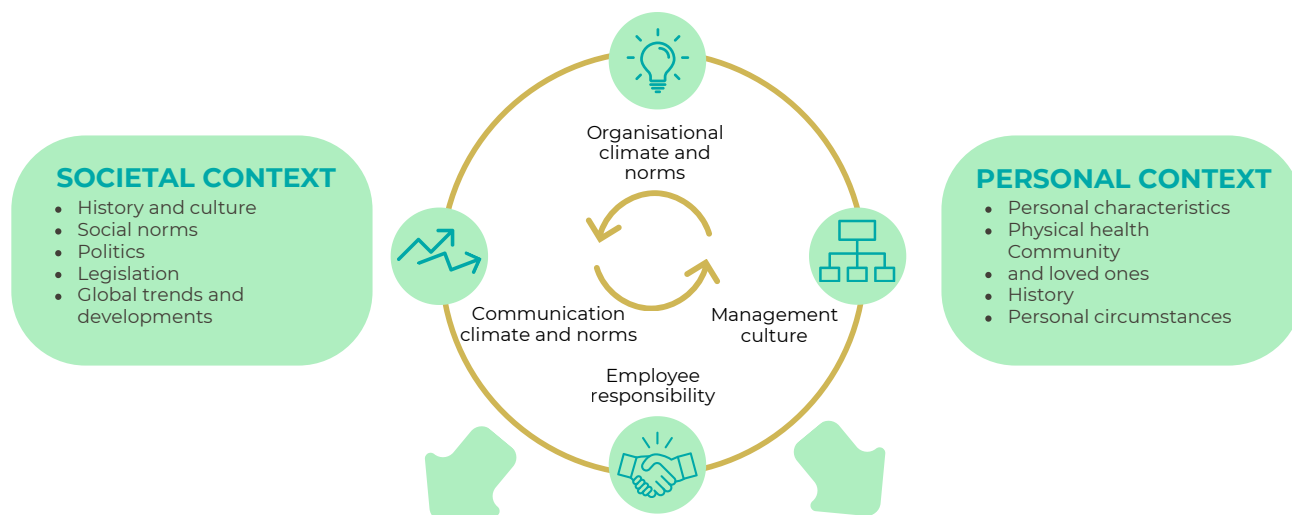 SOCIETAL CONTEXT
• History and culture
• Social norms
• Politics
• Legislation
• Global trends and
developments
Organisational
climate and
norms
Communication
climate and norms
Management
culture
Employee
responsibility
PERSONAL CONTEXT
• Personal characteristics
• Physical health
Community
• and loved ones
• History
• Personal circumstances